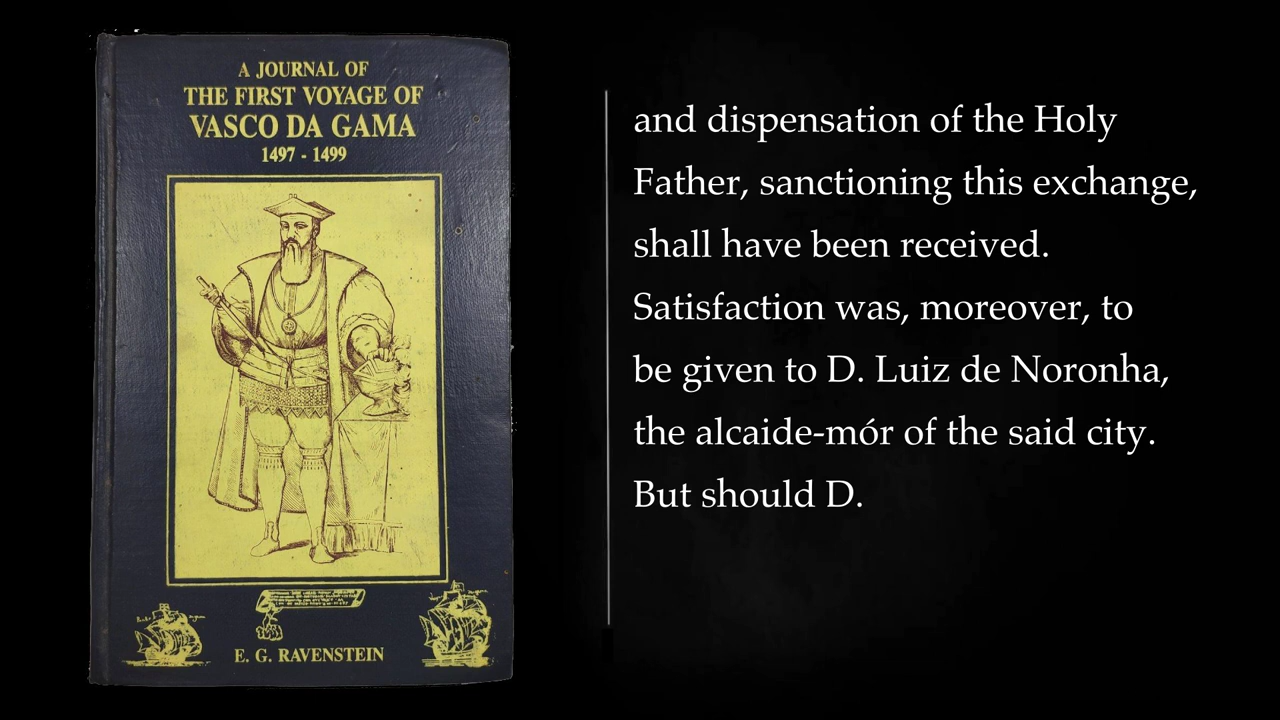 A JOURNAL OF
THE FIRST VOYAGE OF
VASCO DA GAMA
1497 - 1499
E. G. RAVENSTEIN
and dispensation of the Holy
Father, sanctioning this exchange,
shall have been received.
Satisfaction was, moreover, to
be given to D. Luiz de Noronha,
the alcaide-mór of the said city.
But should D.